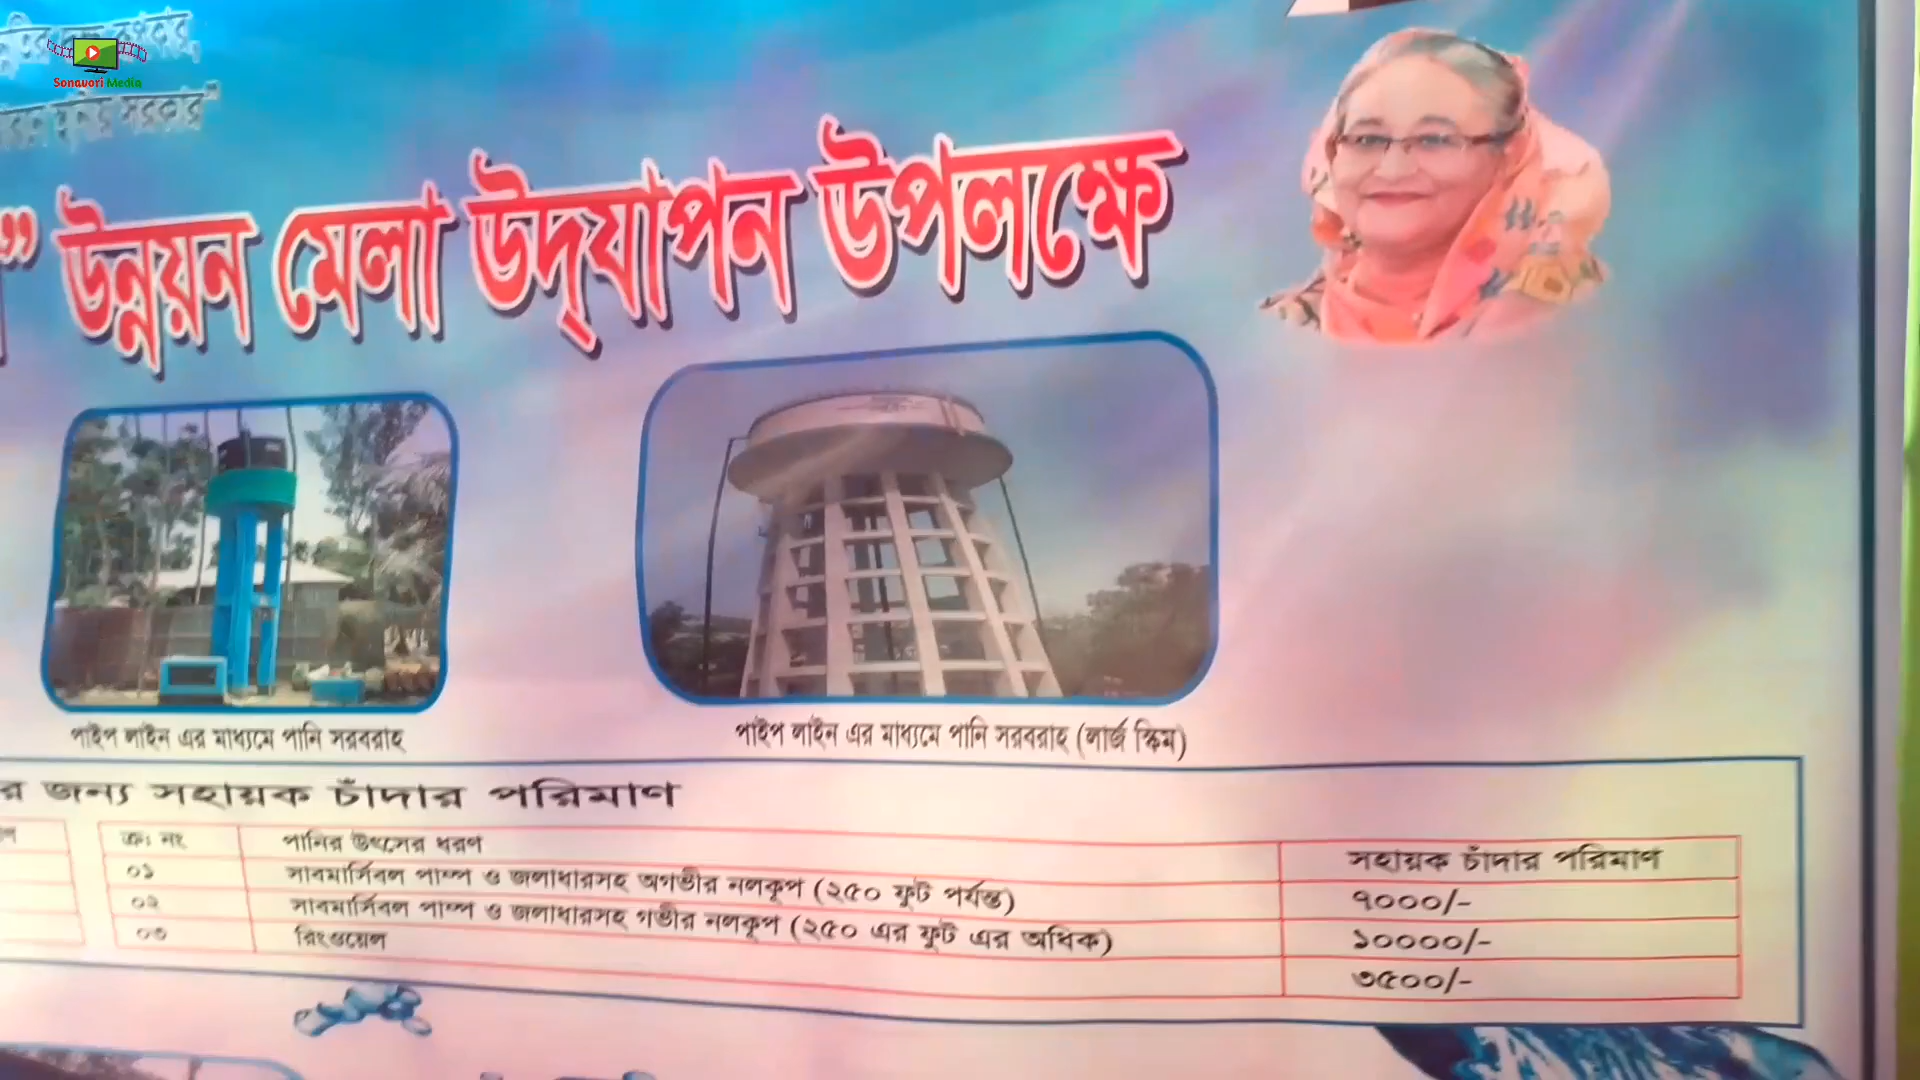 Sonavori Media
সরকার"
" উন্নয়ন মেলা উদ্‌যাপন উপলক্ষে
পাইপ লাইন এর মাধ্যমে পানি সরবরাহ
পাইপ লাইন এর মাধ্যমে পানি সরবরাহ (লার্জ স্কিম)
র জন্য সহায়ক চাঁদার পরিমাণ
ক্রঃ নং পানির উৎসের ধরণ সহায়ক চাঁদার পরিমাণ
০১ সাবমার্সিবল পাম্প ও জলাধারসহ অগভীর নলকূপ (২৫০ ফুট পর্যন্ত) ৭০০০/-
০২ সাবমার্সিবল পাম্প ও জলাধারসহ গভীর নলকূপ (২৫০ এর ফুট এর অধিক) ১০০০০/-
০৩ রিংওয়েল ৩৫০০/-